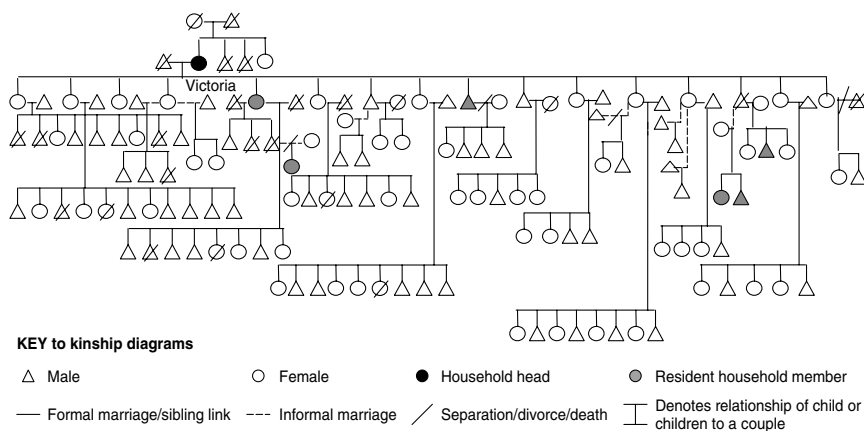 Victoria
KEY to kinship diagrams
Male
Female
Household head
Resident household member
Formal marriage/sibling link
Informal marriage
Separation/divorce/death
Denotes relationship of child or
children to a couple